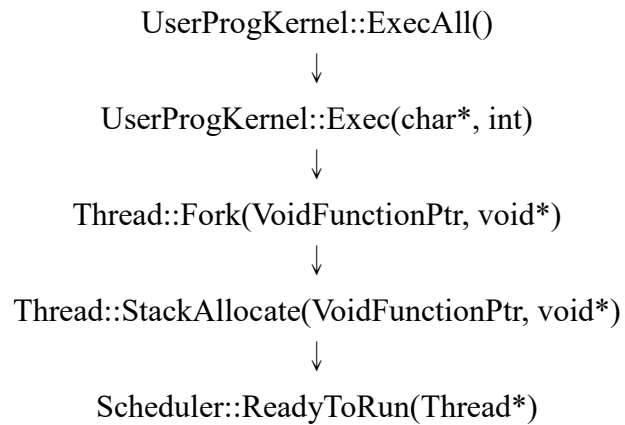 UserProgKernel::ExecAll()
↓
UserProgKernel::Exec(char*, int)
↓
Thread::Fork(VoidFunctionPtr, void*)
↓
Thread::StackAllocate(VoidFunctionPtr, void*)
↓
Scheduler::ReadyToRun(Thread*)